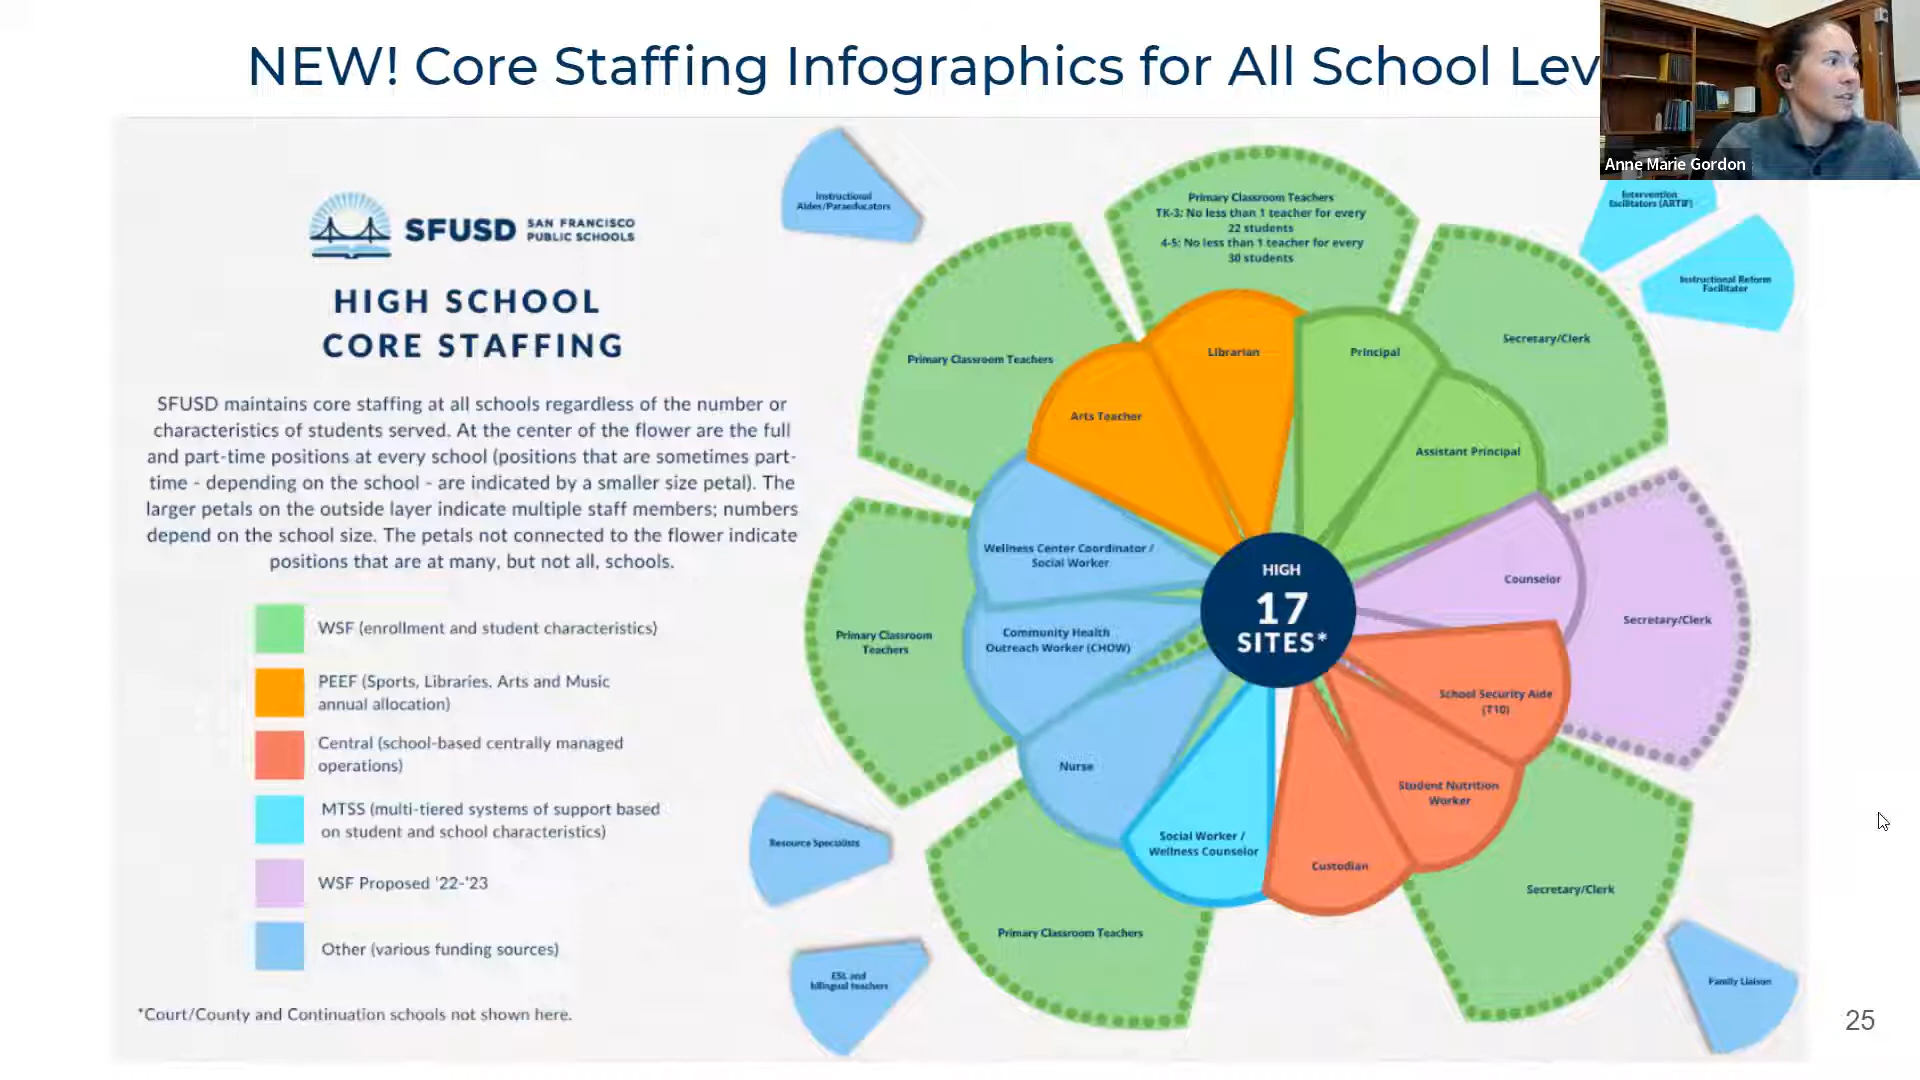 NEW! Core Staffing Infographics for All School Lev
Anne Marie Gordon
SFUSD
SAN FRANCISCO
PUBLIC SCHOOLS
HIGH SCHOOL
CORE STAFFING
SFUSD maintains core staffing at all schools regardless of the number or
characteristics of students served. At the center of the flower are the full
and part-time positions at every school (positions that are sometimes part-
time - depending on the school - are indicated by a smaller size petal). The
larger petals on the outside layer indicate multiple staff members; numbers
depend on the school size. The petals not connected to the flower indicate
positions that are at many, but not all, schools.
WSF (enrollment and student characteristics)
PEEF (Sports, Libraries, Arts and Music
annual allocation)
Central (school-based centrally managed
operations)
MTSS (multi-tiered systems of support based
on student and school characteristics)
WSF Proposed '22-'23
Other (various funding sources)
*Court/County and Continuation schools not shown here.
Instructional
Aides/Paraeducators
Primary Classroom Teachers
TK-3: No less than 1 teacher for every
22 students
4-5: No less than 1 teacher for every
30 students
Intervention
Facilitators (ARTIF)
Instructional Reform
Facilitator
Primary Classroom Teachers
Secretary/Clerk
Librarian
Principal
Arts Teacher
Assistant Principal
Wellness Center Coordinator /
Social Worker
Counselor
HIGH
17
SITES*
Secretary/Clerk
Primary Classroom
Teachers
Community Health
Outreach Worker (CHOW)
School Security Aide
(T10)
Nurse
Student Nutrition
Worker
Social Worker /
Wellness Counselor
Custodian
Resource Specialists
Secretary/Clerk
Primary Classroom Teachers
ESL and
bilingual teachers
Family Liaison
25